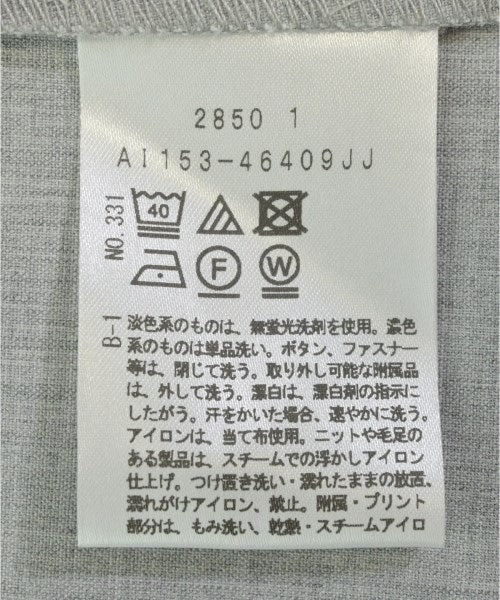 2850 1
AI153-46409JJ
NO.331
40
F
W
B-1
淡色系のものは、無蛍光洗剤を使用。濃色
系のものは単品洗い。ボタン、ファスナー
等は、閉じて洗う。取り外し可能な附属品
は、外して洗う。漂白は、漂白剤の指示に
したがう。汗をかいた場合、速やかに洗う。
アイロンは、当て布使用。ニットや毛足の
ある製品は、スチームでの浮かしアイロン
仕上げ。つけ置き洗い・濡れたままの放置、
濡れがけアイロン、禁止。附属・プリント
部分は、もみ洗い、乾熱・スチームアイロ